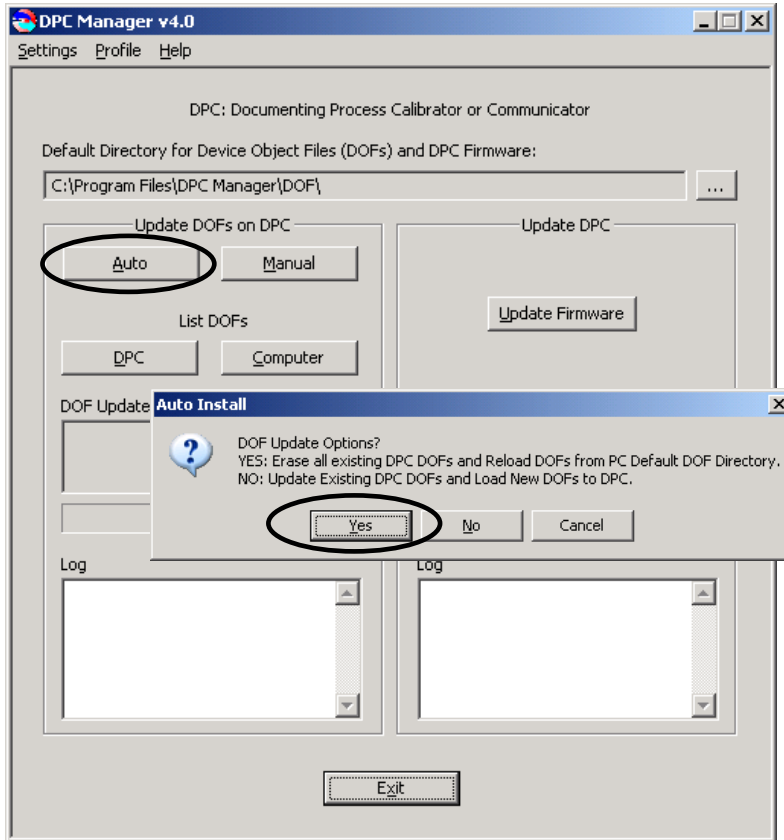 DPC Manager v4.0
Settings Profile Help
DPC: Documenting Process Calibrator or Communicator
Default Directory for Device Object Files (DOFs) and DPC Firmware:
C:\Program Files\DPC Manager\DOF\
...
Update DOFs on DPC
Auto Manual
List DOFs
DPC Computer
Update DPC
Update Firmware
DOF Update
Auto Install
DOF Update Options?
YES: Erase all existing DPC DOFs and Reload DOFs from PC Default DOF Directory.
NO: Update Existing DPC DOFs and Load New DOFs to DPC.
Yes No Cancel
Log
Log
Exit